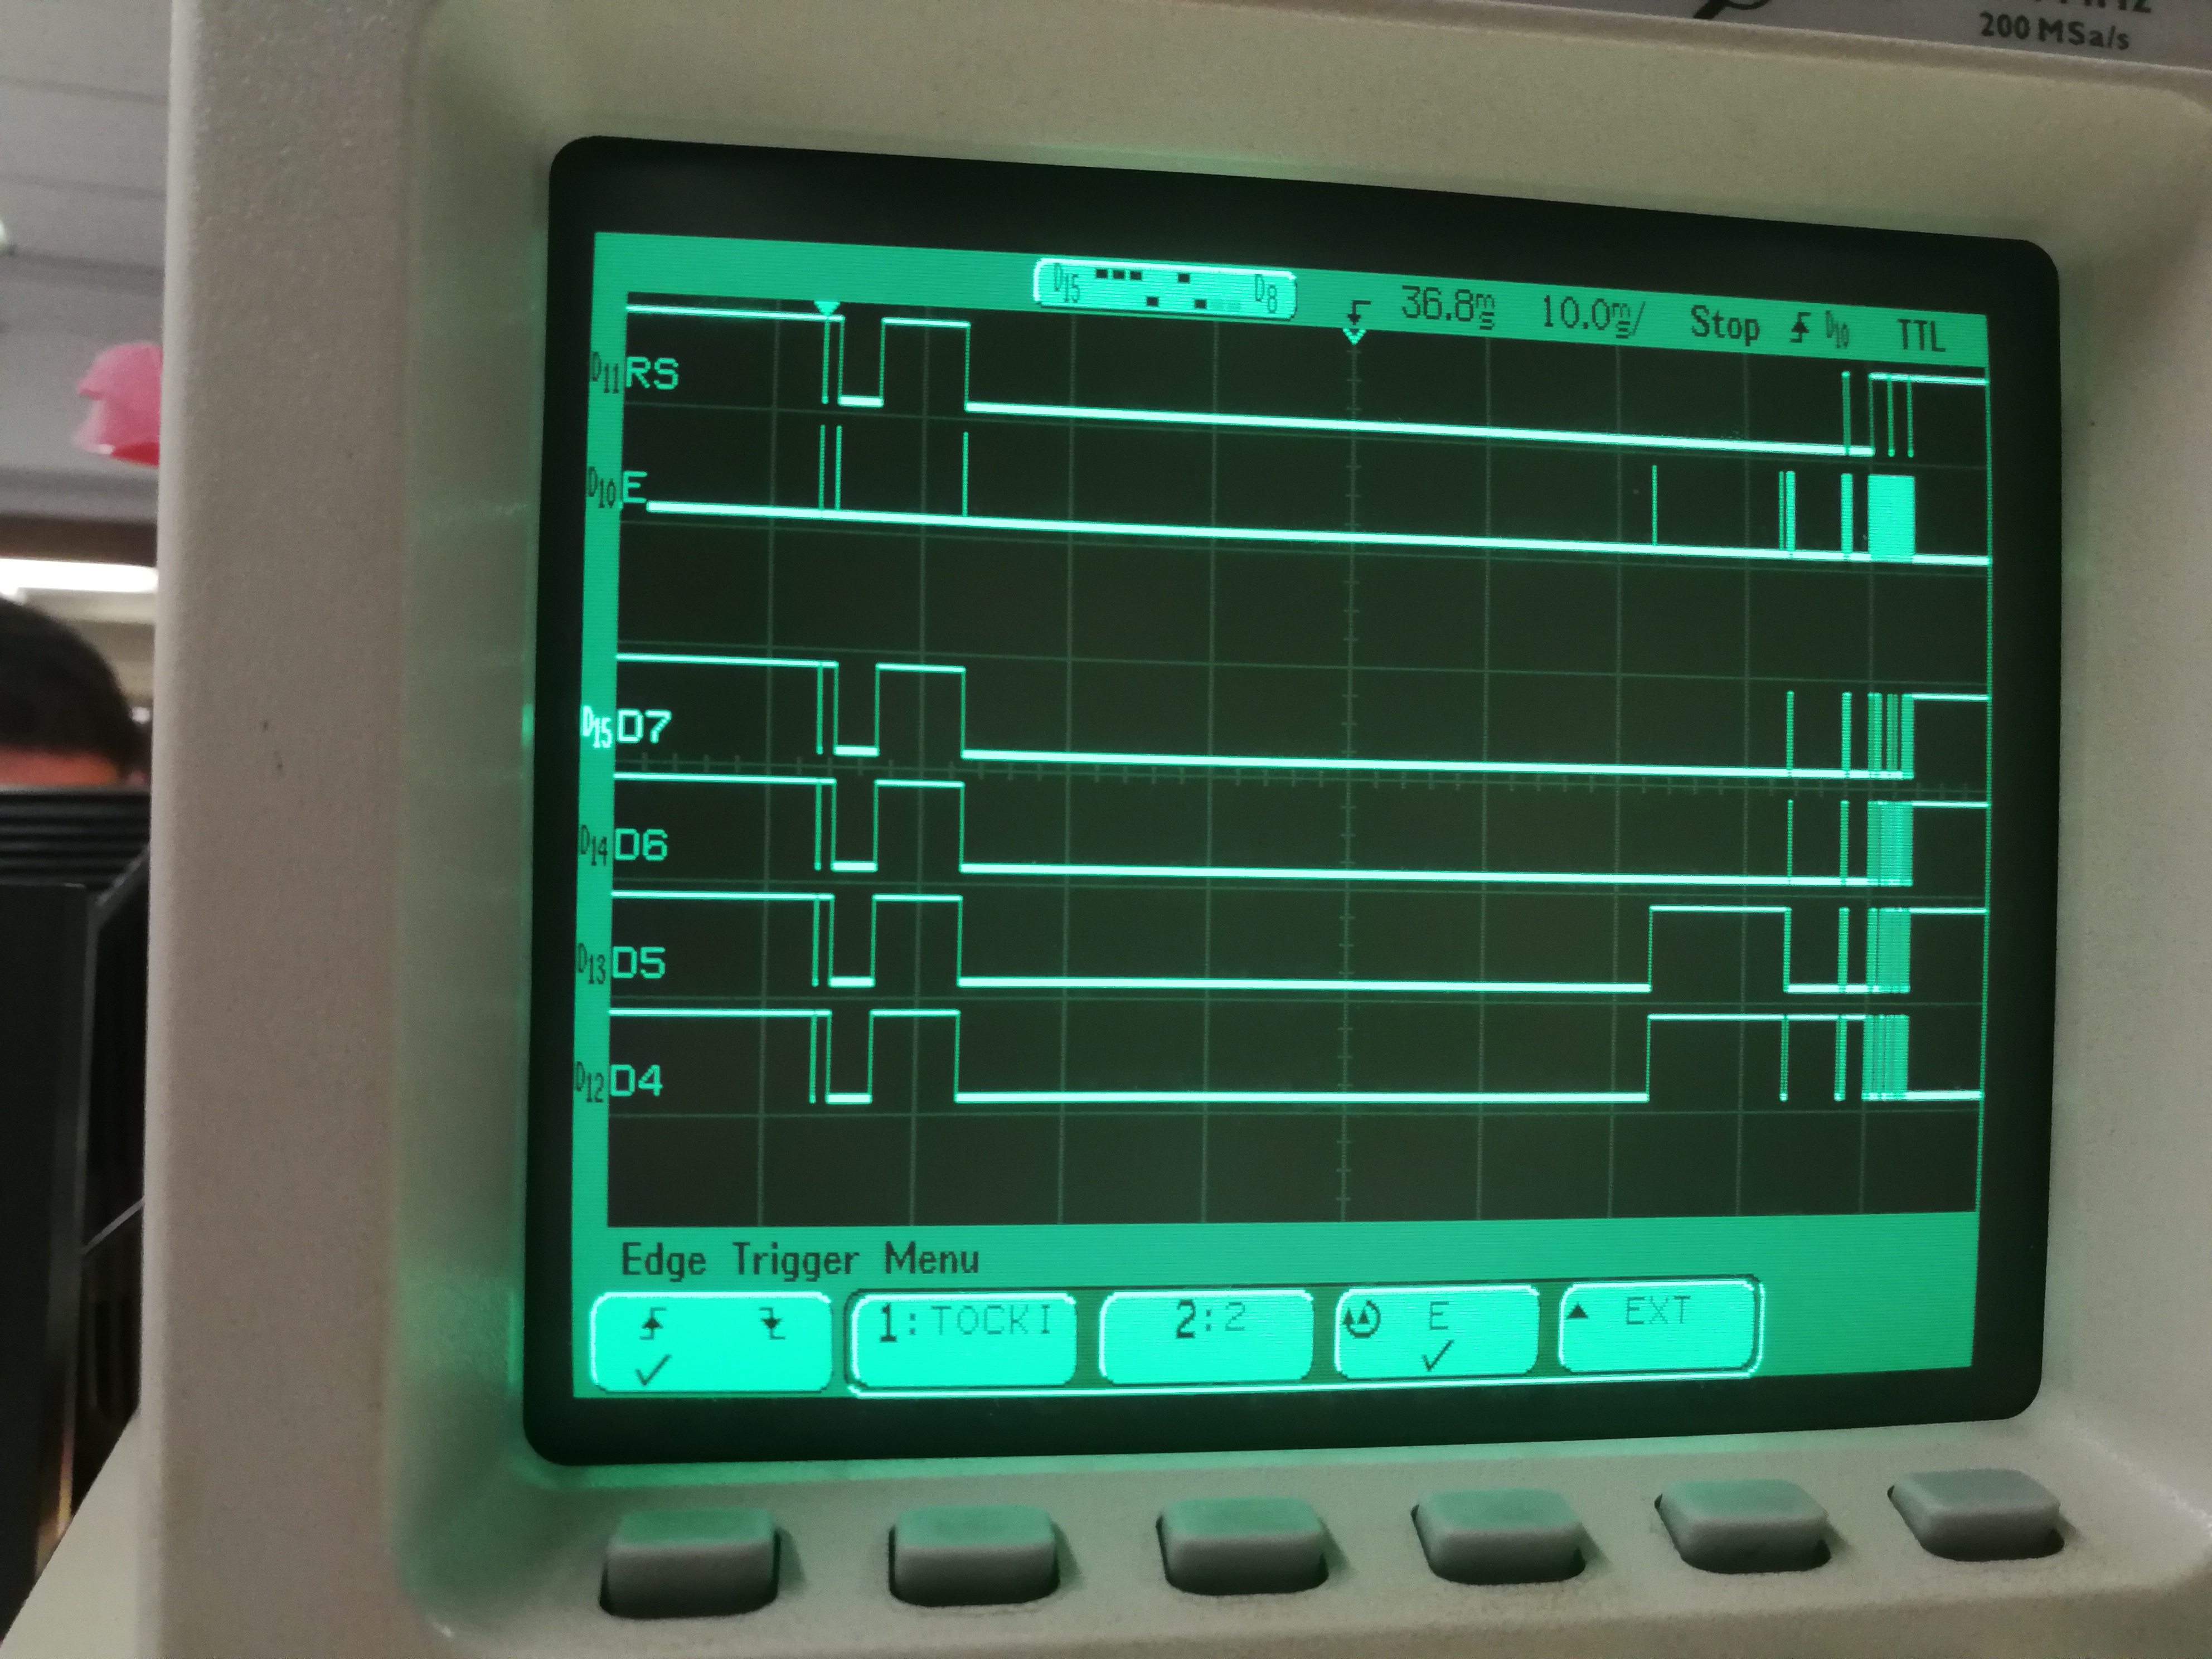 200 MSa/s
D15 D8 36.8ms 10.0ms/ Stop D10 TTL
D11 RS
D10 E
D15 D7
D14 D6
D13 D5
D12 D4
Edge Trigger Menu
1:TOCKI 2:2 E EXT